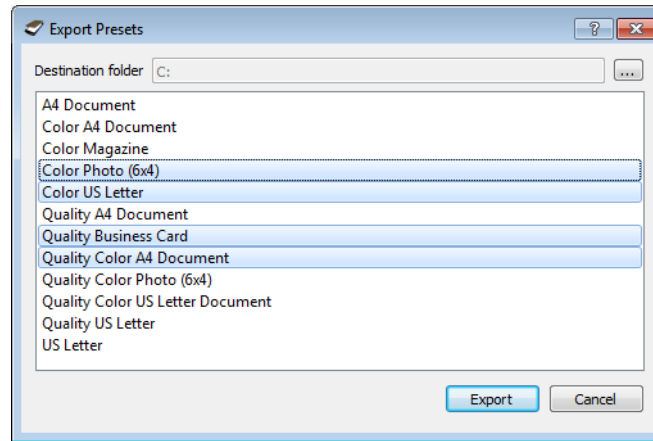 Export Presets
Destination folder C: ...
A4 Document
Color A4 Document
Color Magazine
Color Photo (6x4)
Color US Letter
Quality A4 Document
Quality Business Card
Quality Color A4 Document
Quality Color Photo (6x4)
Quality Color US Letter Document
Quality US Letter
US Letter
Export Cancel